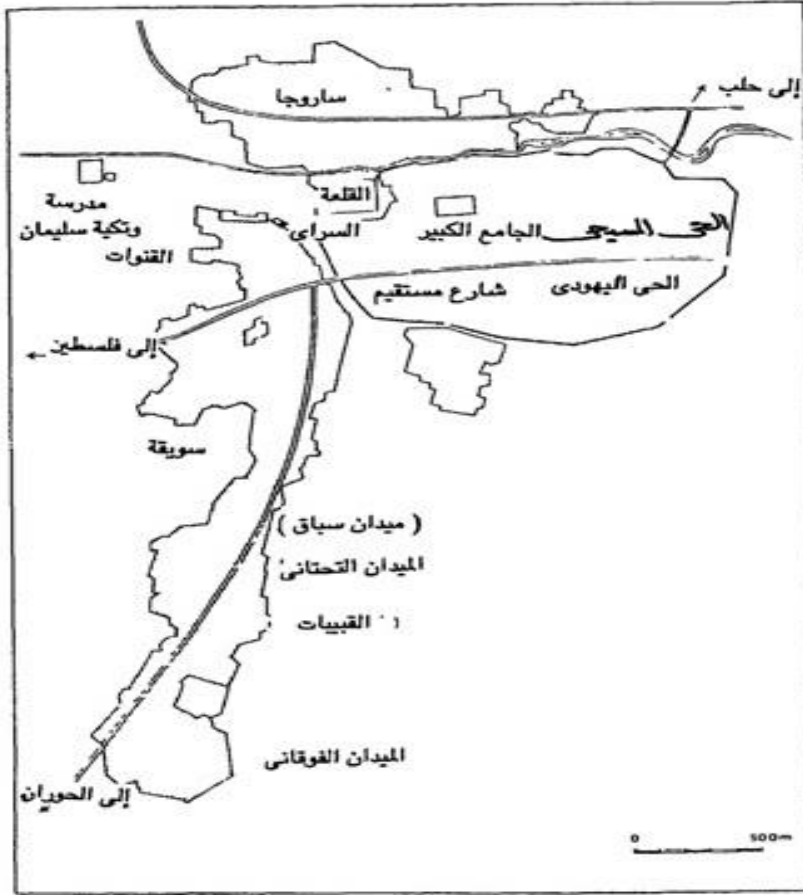 ساروجا
إلى حلب
القلعة
مدرسة
وتكية سليمان
السراى
الجامع الكبير
الحى المسيحى
القنوات
الحى اليهودى
شارع مستقيم
إلى فلسطين
سويقة
( ميدان سباق )
الميدان التحتانى
القبيبات
الميدان الفوقانى
إلى الحوران
0 500m